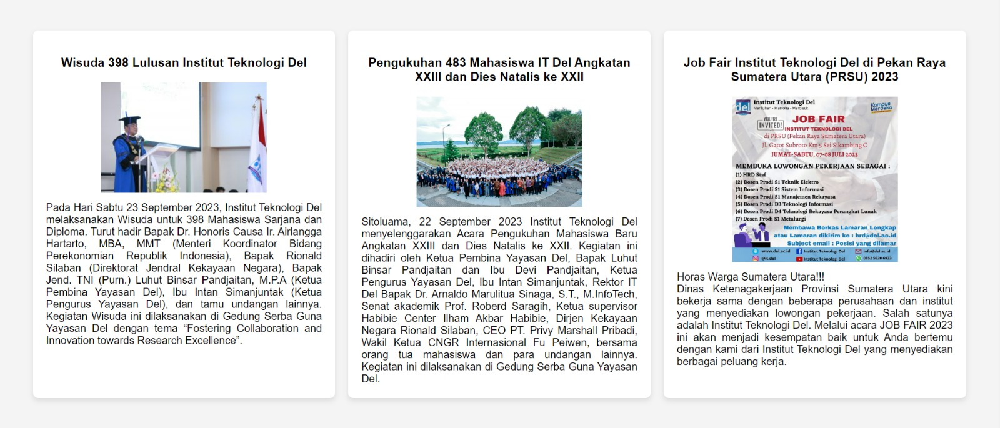 Wisuda 398 Lulusan Institut Teknologi Del
Pada Hari Sabtu 23 September 2023, Institut Teknologi Del
melaksanakan Wisuda untuk 398 Mahasiswa Sarjana dan
Diploma. Turut hadir Bapak Dr. Honoris Causa Ir. Airlangga
Hartarto, MBA, MMT (Menteri Koordinator Bidang
Perekonomian Republik Indonesia), Bapak Rionald
Silaban (Direktorat Jendral Kekayaan Negara), Bapak
Jend. TNI (Purn.) Luhut Binsar Pandjaitan, M.P.A (Ketua
Pembina Yayasan Del), Ibu Intan Simanjuntak (Ketua
Pengurus Yayasan Del), dan tamu undangan lainnya.
Kegiatan Wisuda ini dilaksanakan di Gedung Serba Guna
Yayasan Del dengan tema “Fostering Collaboration and
Innovation towards Research Excellence”.
Pengukuhan 483 Mahasiswa IT Del Angkatan
XXIII dan Dies Natalis ke XXII
Sitoluama, 22 September 2023 Institut Teknologi Del
menyelenggarakan Acara Pengukuhan Mahasiswa Baru
Angkatan XXIII dan Dies Natalis ke XXII. Kegiatan ini
dihadiri oleh Ketua Pembina Yayasan Del, Bapak Luhut
Binsar Pandjaitan dan Ibu Devi Pandjaitan, Ketua
Pengurus Yayasan Del, Ibu Intan Simanjuntak, Rektor IT
Del Bapak Dr. Arnaldo Marulitua Sinaga, S.T., M.InfoTech,
Senat akademik Prof. Roberd Saragih, Ketua supervisor
Habibie Center Ilham Akbar Habibie, Dirjen Kekayaan
Negara Rionald Silaban, CEO PT. Privy Marshall Pribadi,
Wakil Ketua CNGR Internasional Fu Peiwen, bersama
orang tua mahasiswa dan para undangan lainnya.
Kegiatan ini dilaksanakan di Gedung Serba Guna Yayasan
Del.
Job Fair Institut Teknologi Del di Pekan Raya
Sumatera Utara (PRSU) 2023
del
Institut Teknologi Del
MarTuhan - Marroha - Marbisuk
Kampus
Merdeka
YOU'RE
INVITED!
JOB FAIR
INSTITUT TEKNOLOGI DEL
di PRSU (Pekan Raya Sumatera Utara)
Jl. Gatot Subroto Km 5 Sei Sikambing C
JUMAT-SABTU, 07-08 JULI 2023
MEMBUKA LOWONGAN PEKERJAAN SEBAGAI :
(1) HRD Staf
(2) Dosen Prodi S1 Teknik Elektro
(3) Dosen Prodi S1 Sistem Informasi
(4) Dosen Prodi S1 Manajemen Rekayasa
(5) Dosen Prodi D3 Teknologi Informasi
(6) Dosen Prodi D4 Teknologi Rekayasa Perangkat Lunak
(7) Dosen Prodi S1 Metalurgi
Membawa Berkas Lamaran Lengkap
atau Lamaran dikirim ke : hrd@del.ac.id
Subject email : Posisi yang dilamar
www.del.ac.id Institut Teknologi Del info@del.ac.id
@it.del Institut Teknologi Del 0852 5920 6933
Horas Warga Sumatera Utara!!!
Dinas Ketenagakerjaan Provinsi Sumatera Utara kini
bekerja sama dengan beberapa perusahaan dan institut
yang menyediakan lowongan pekerjaan. Salah satunya
adalah Institut Teknologi Del. Melalui acara JOB FAIR 2023
ini akan menjadi kesempatan baik untuk Anda bertemu
dengan kami dari Institut Teknologi Del yang menyediakan
berbagai peluang kerja.